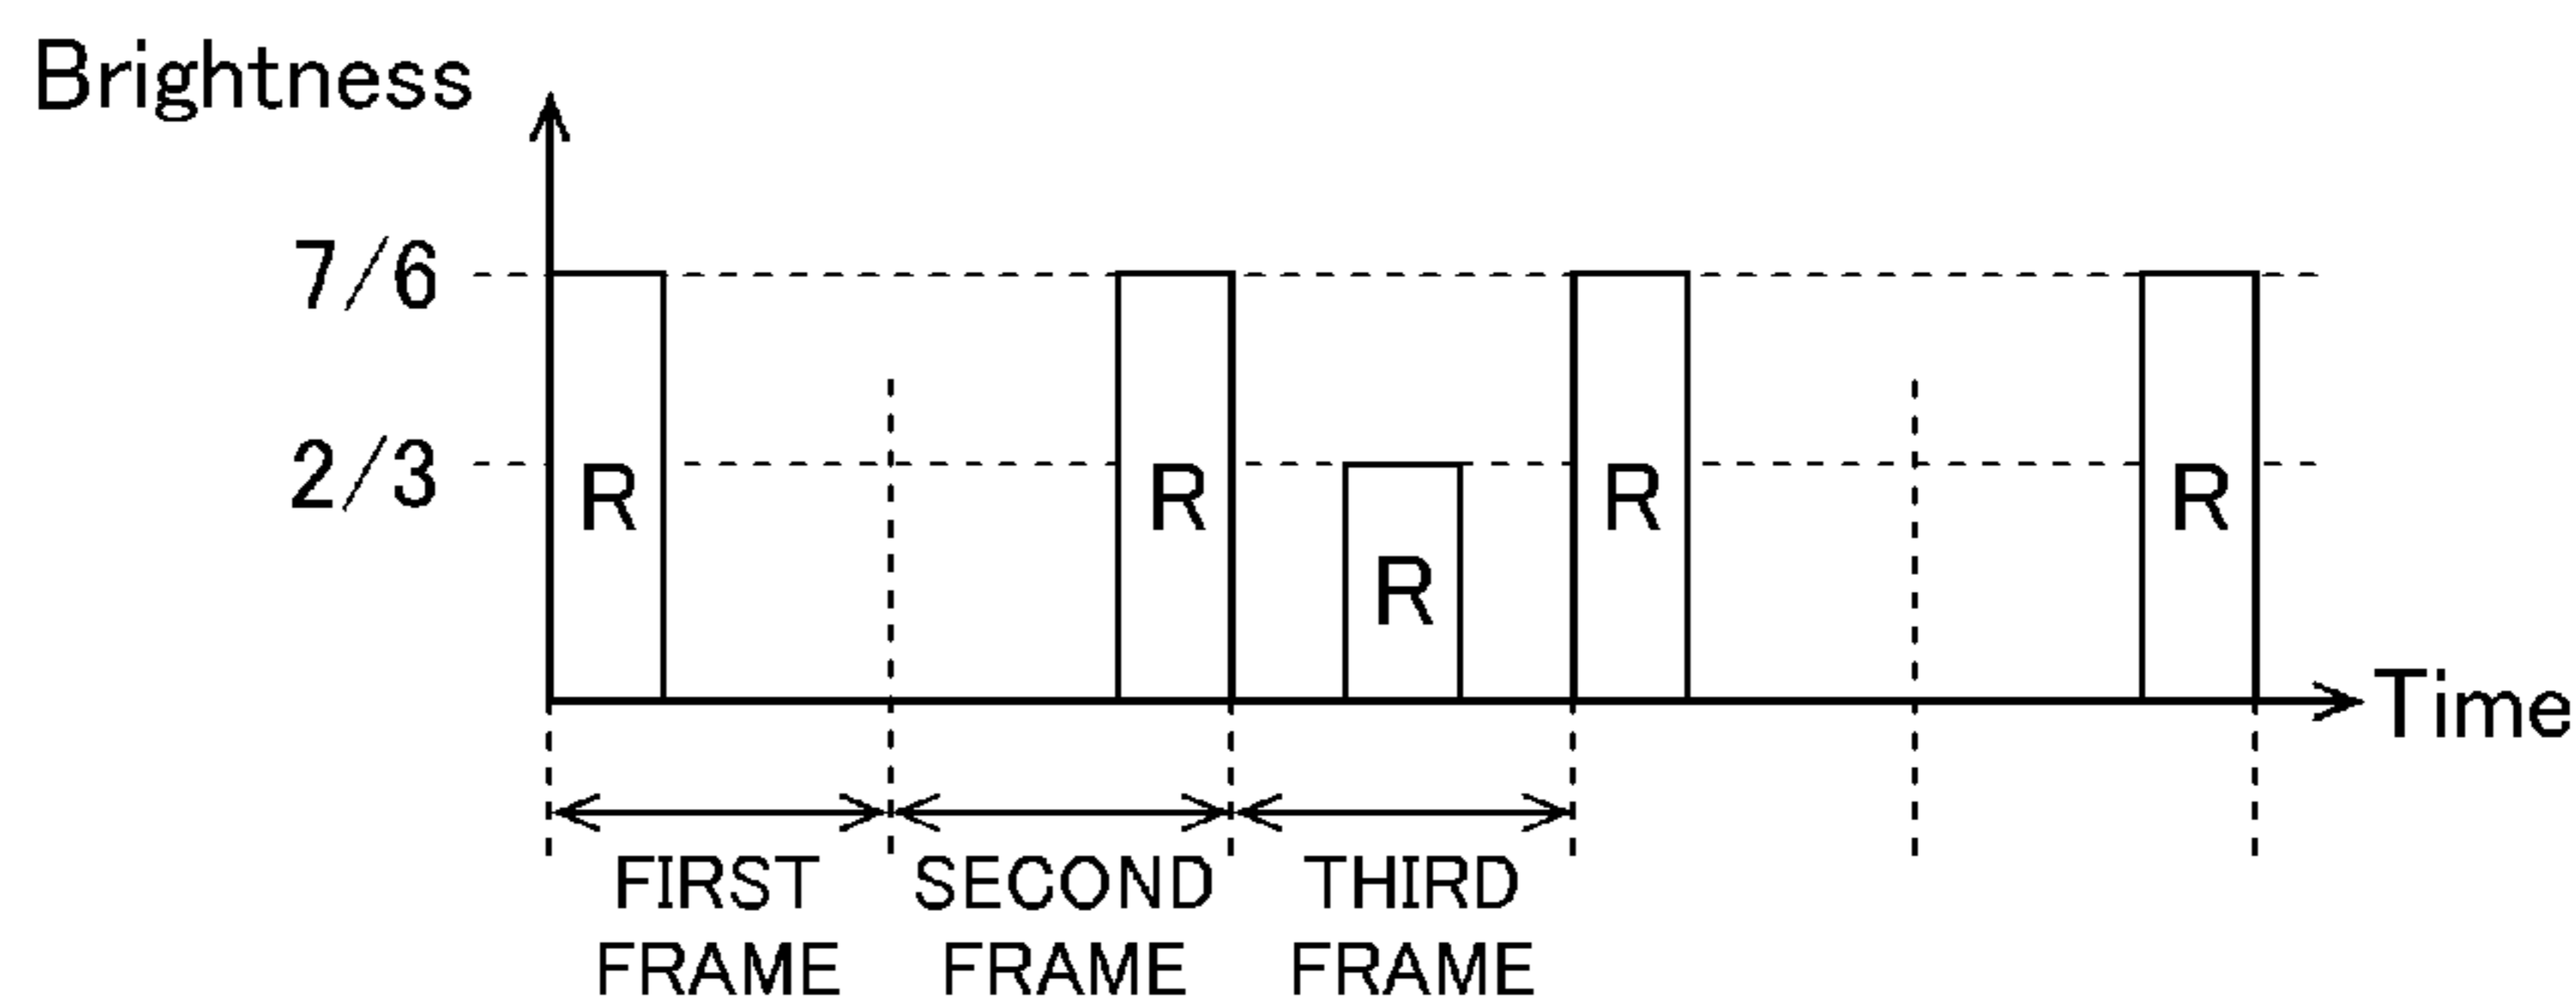 Brightness
7/6
2/3
R
R
R
R
R
Time
FIRST
FRAME
SECOND
FRAME
THIRD
FRAME